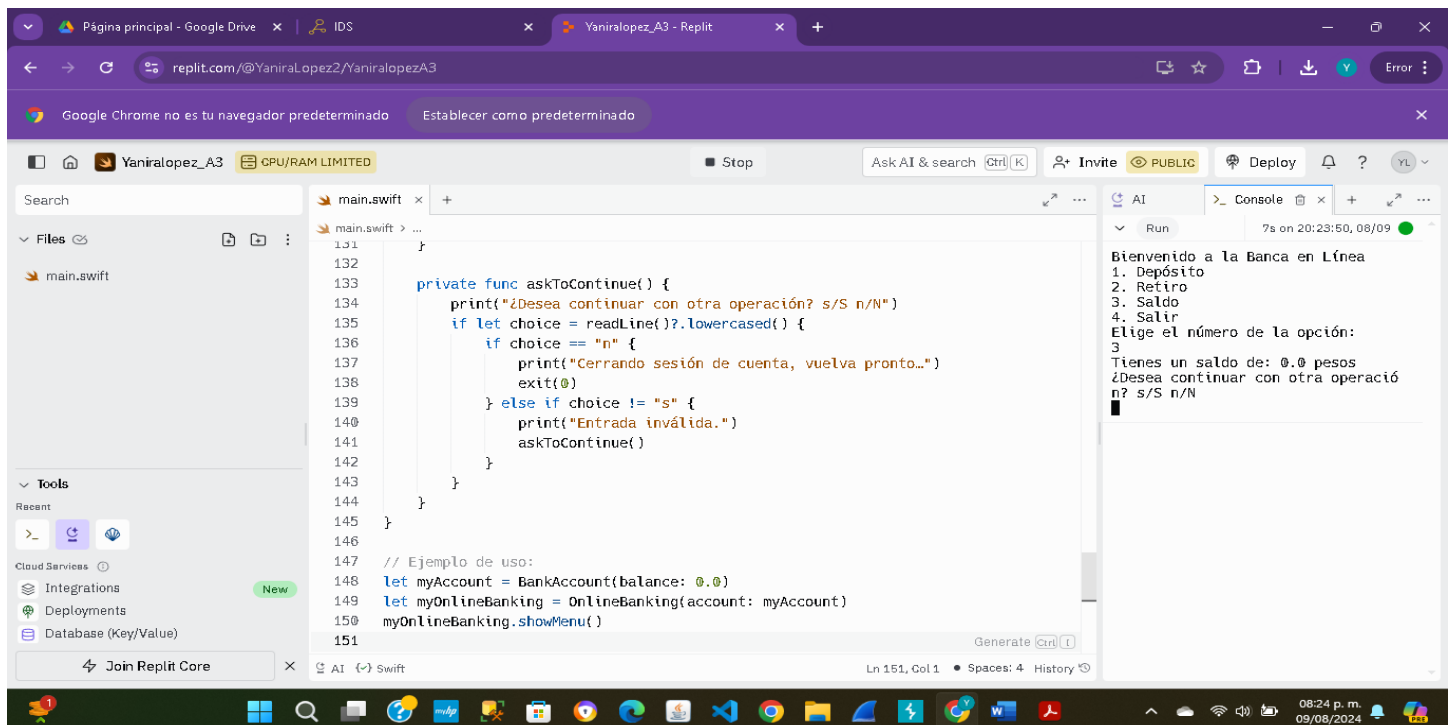 Página principal - Google Drive
IDS
Yaniralopez_A3 - Replit
replit.com/@YaniraLopez2/YaniralopezA3
Y
Error
Google Chrome no es tu navegador predeterminado
Establecer como predeterminado
Yaniralopez_A3
CPU/RAM LIMITED
Stop
Ask AI & search Ctrl K
Invite
PUBLIC
Deploy
?
YL
Search
Files
main.swift
Tools
Recent
Cloud Services
Integrations
New
Deployments
Database (Key/Value)
Join Replit Core
main.swift
main.swift > ...
131 }
132
133 private func askToContinue() {
134 print("¿Desea continuar con otra operación? s/S n/N")
135 if let choice = readLine()?.lowercased() {
136 if choice == "n" {
137 print("Cerrando sesión de cuenta, vuelva pronto…")
138 exit(0)
139 } else if choice != "s" {
140 print("Entrada inválida.")
141 askToContinue()
142 }
143 }
144 }
145 }
146
147 // Ejemplo de uso:
148 let myAccount = BankAccount(balance: 0.0)
149 let myOnlineBanking = OnlineBanking(account: myAccount)
150 myOnlineBanking.showMenu()
151
Generate Ctrl I
AI
Swift
Ln 151, Col 1
Spaces: 4
History
AI
>_ Console
Run
7s on 20:23:50, 08/09
Bienvenido a la Banca en Línea
1. Depósito
2. Retiro
3. Saldo
4. Salir
Elige el número de la opción:
3
Tienes un saldo de: 0.0 pesos
¿Desea continuar con otra operació
n? s/S n/N
1
myhp
08:24 p. m.
09/08/2024
PRE